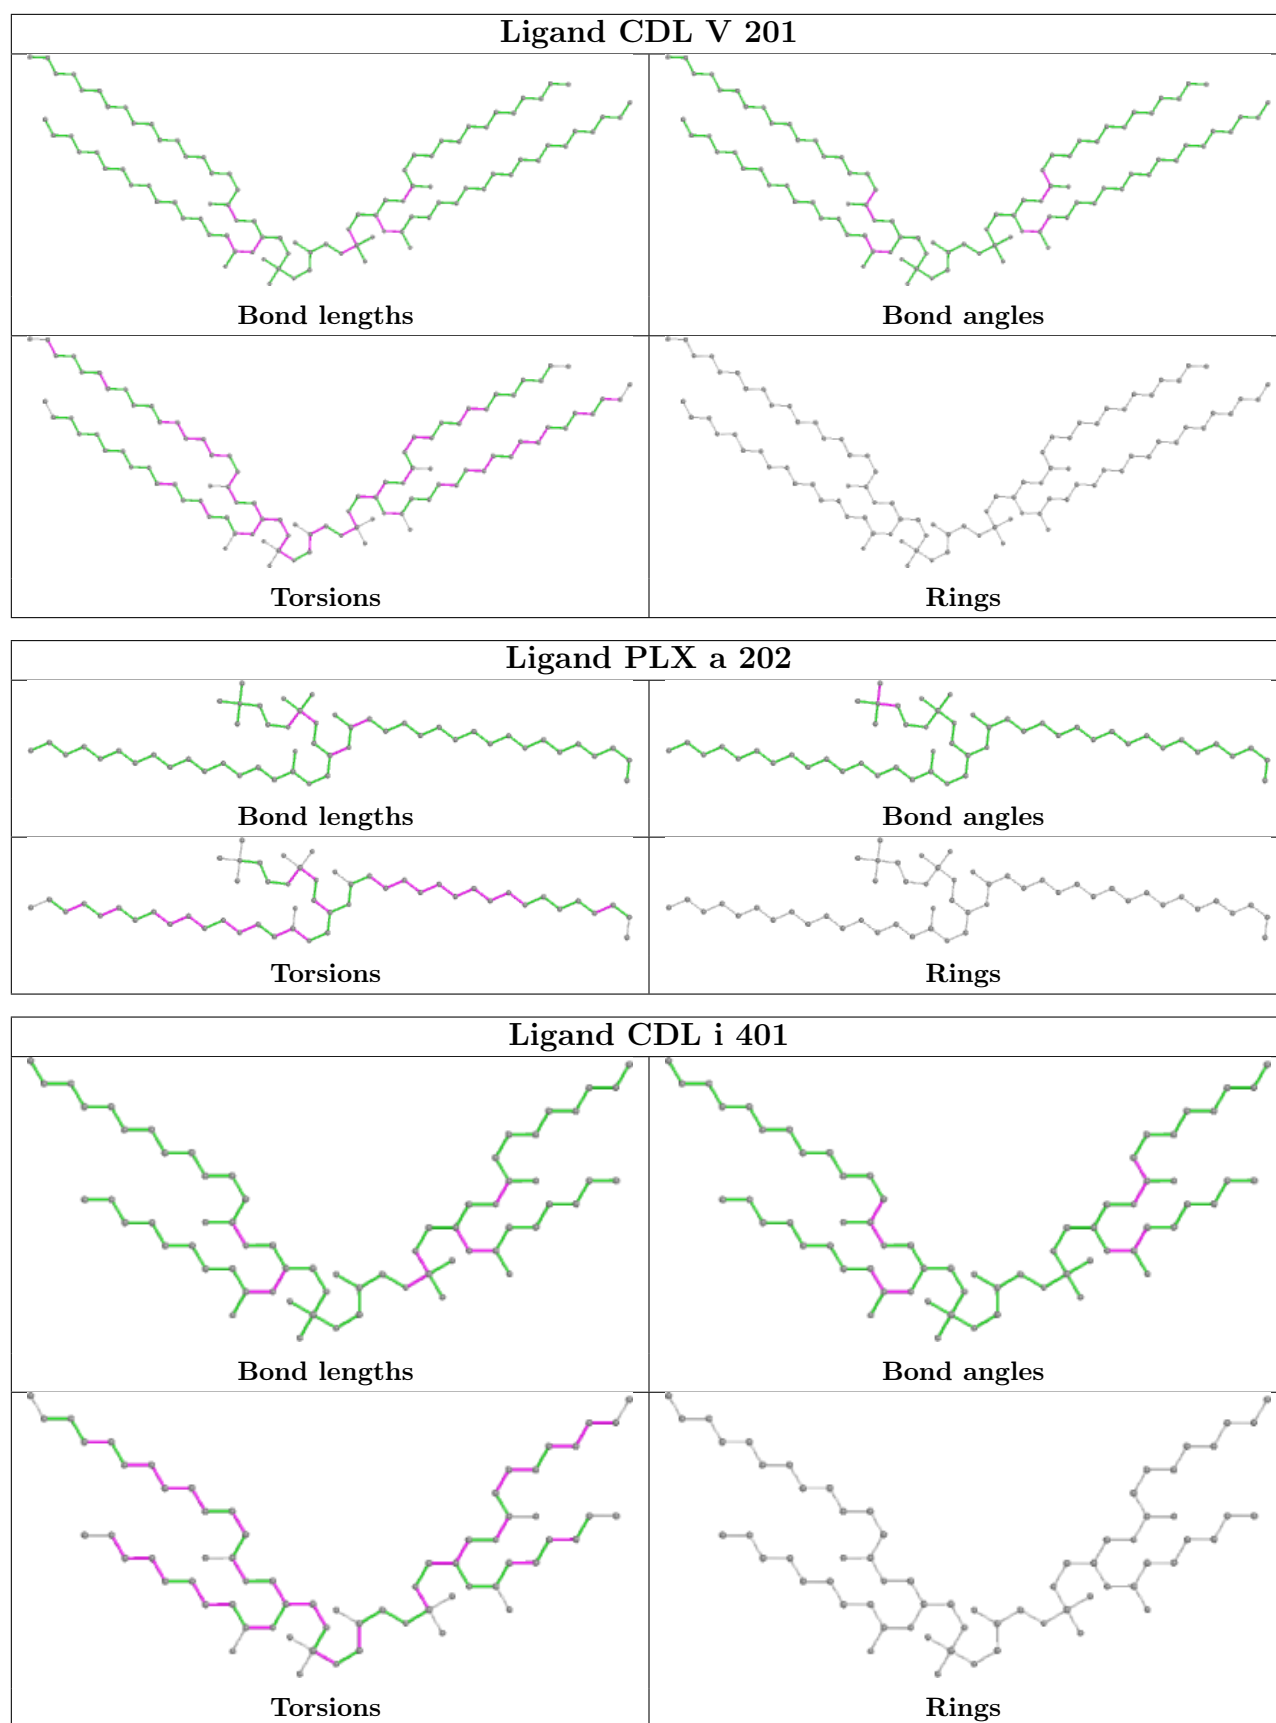 Ligand CDL V 201
Bond lengths
Bond angles
Torsions
Rings
Ligand PLX a 202
Bond lengths
Bond angles
Torsions
Rings
Ligand CDL i 401
Bond lengths
Bond angles
Torsions
Rings